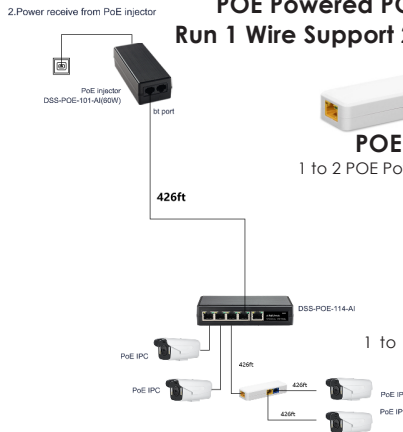 2.Power receive from PoE injector
POE Powered PO
Run 1 Wire Support
PoE injector
DSS-POE-101-AI(60W)
bt port
POE
1 to 2 POE Po
426ft
DSS-POE-114-AI
1 to
PoE IPC
426ft
PoE IPC
426ft
PoE IP
426ft
PoE IP